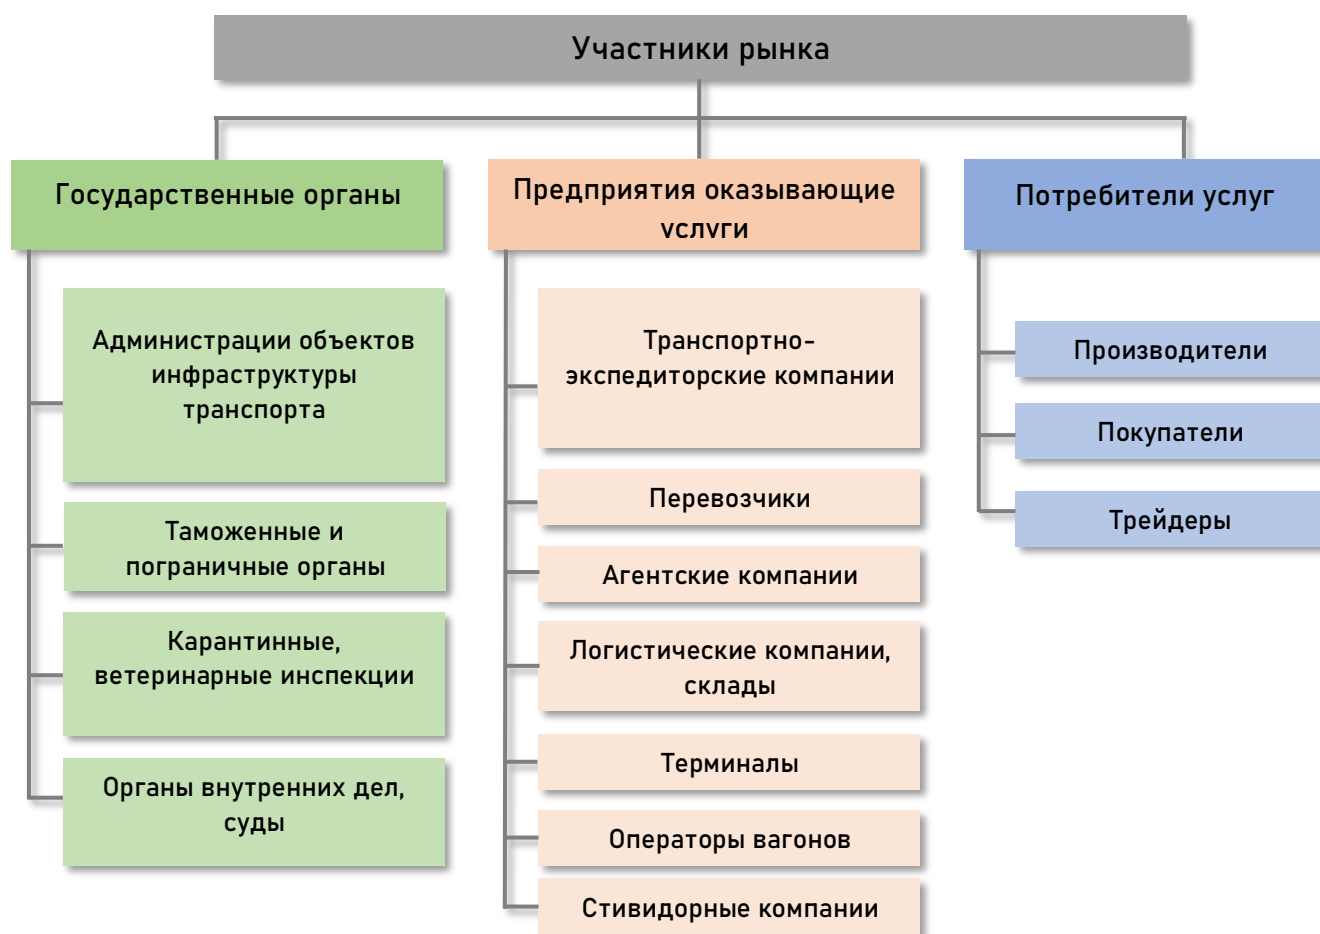 Участники рынка
Государственные органы
Администрации объектов
инфраструктуры
транспорта
Таможенные и
пограничные органы
Карантинные,
ветеринарные инспекции
Органы внутренних дел,
суды
Предприятия оказывающие
услуги
Транспортно-
экспедиторские компании
Перевозчики
Агентские компании
Логистические компании,
склады
Терминалы
Операторы вагонов
Стивидорные компании
Потребители услуг
Производители
Покупатели
Трейдеры